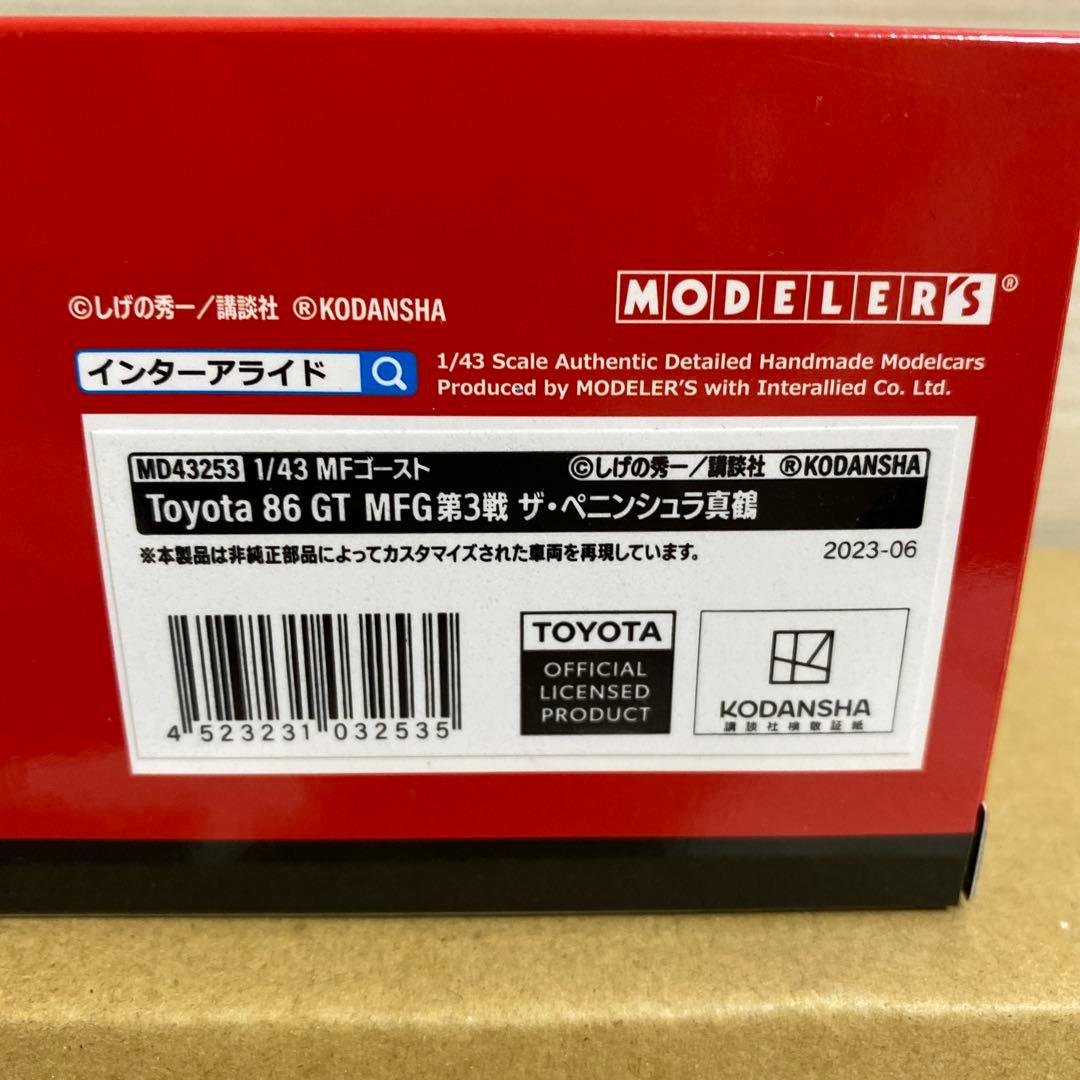 ©しげの秀一／講談社 ®KODANSHA
MODELER'S®
インターアライド
1/43 Scale Authentic Detailed Handmade Modelcars
Produced by MODELER'S with Interallied Co. Ltd.
MD43253 1/43 MFゴースト ©しげの秀一／講談社 ®KODANSHA
Toyota 86 GT MFG第3戦 ザ・ペニンシュラ真鶴
※本製品は非純正部品によってカスタマイズされた車両を再現しています。 2023-06
4 523231 032535
TOYOTA
OFFICIAL
LICENSED
PRODUCT
KODANSHA
講談社検数証紙